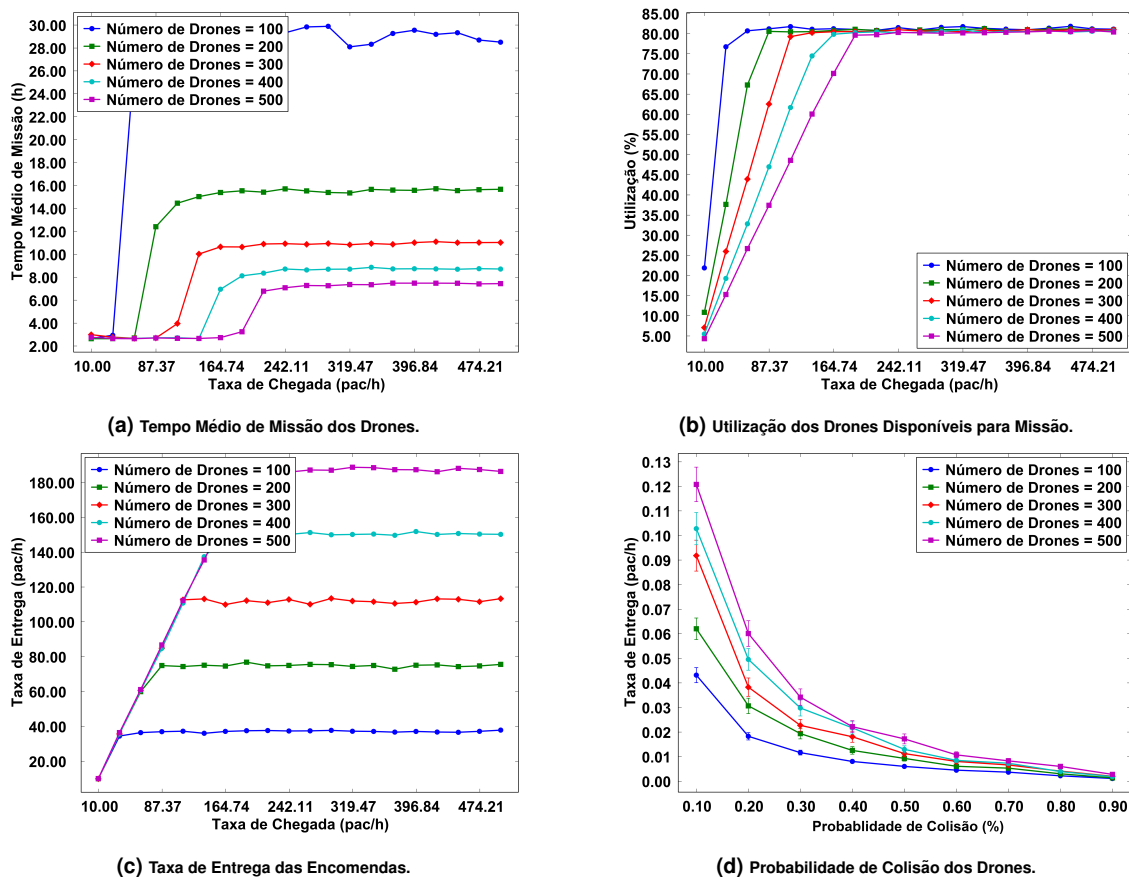 30.00
28.00
26.00
24.00
22.00
20.00
18.00
16.00
14.00
12.00
10.00
8.00
6.00
4.00
2.00
Tempo Médio de Missão (h)
Número de Drones = 100
Número de Drones = 200
Número de Drones = 300
Número de Drones = 400
Número de Drones = 500
10.00 87.37 164.74 242.11 319.47 396.84 474.21
Taxa de Chegada (pac/h)
(a) Tempo Médio de Missão dos Drones.
85.00
80.00
75.00
70.00
65.00
60.00
55.00
50.00
45.00
40.00
35.00
30.00
25.00
20.00
15.00
10.00
5.00
Utilização (%)
Número de Drones = 100
Número de Drones = 200
Número de Drones = 300
Número de Drones = 400
Número de Drones = 500
10.00 87.37 164.74 242.11 319.47 396.84 474.21
Taxa de Chegada (pac/h)
(b) Utilização dos Drones Disponíveis para Missão.
180.00
160.00
140.00
120.00
100.00
80.00
60.00
40.00
20.00
Taxa de Entrega (pac/h)
Número de Drones = 100
Número de Drones = 200
Número de Drones = 300
Número de Drones = 400
Número de Drones = 500
10.00 87.37 164.74 242.11 319.47 396.84 474.21
Taxa de Chegada (pac/h)
(c) Taxa de Entrega das Encomendas.
0.13
0.12
0.11
0.10
0.09
0.08
0.07
0.06
0.05
0.04
0.03
0.02
0.01
0.00
Taxa de Entrega (pac/h)
Número de Drones = 100
Número de Drones = 200
Número de Drones = 300
Número de Drones = 400
Número de Drones = 500
0.10 0.20 0.30 0.40 0.50 0.60 0.70 0.80 0.90
Probablidade de Colisão (%)
(d) Probabilidade de Colisão dos Drones.